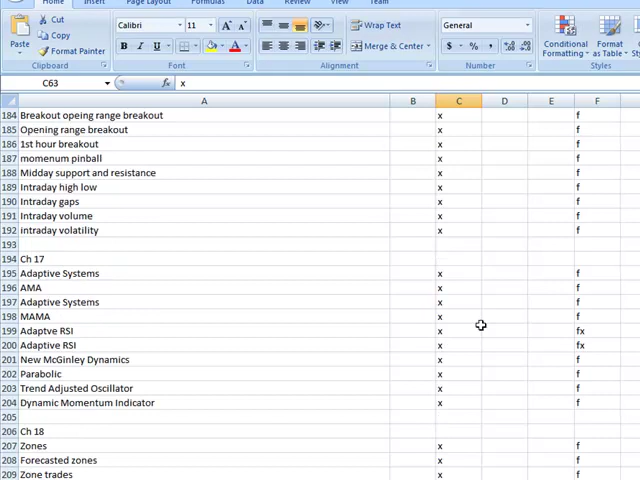 Home Insert Page Layout Formulas Data Review View Team
Cut
Copy
Format Painter
Paste
Clipboard
Calibri 11 A A
B I U A
Font
Wrap Text
Merge & Center
Alignment
General
$ % , .0 .00 .00 .0
Number
Conditional Formatting
Format as Table
Styles
C63 x
A B C D E F
184 Breakout opeing range breakout x f
185 Opening range breakout x f
186 1st hour breakout x f
187 momenum pinball x f
188 Midday support and resistance x f
189 Intraday high low x f
190 Intraday gaps x f
191 Intraday volume x f
192 intraday volatility x f
193
194 Ch 17
195 Adaptive Systems x f
196 AMA x f
197 Adaptive Systems x f
198 MAMA x f
199 Adaptve RSI x fx
200 Adaptive RSI x fx
201 New McGinley Dynamics x f
202 Parabolic x f
203 Trend Adjusted Oscillator x f
204 Dynamic Momentum Indicator x f
205
206 Ch 18
207 Zones x f
208 Forecasted zones x f
209 Zone trades x f